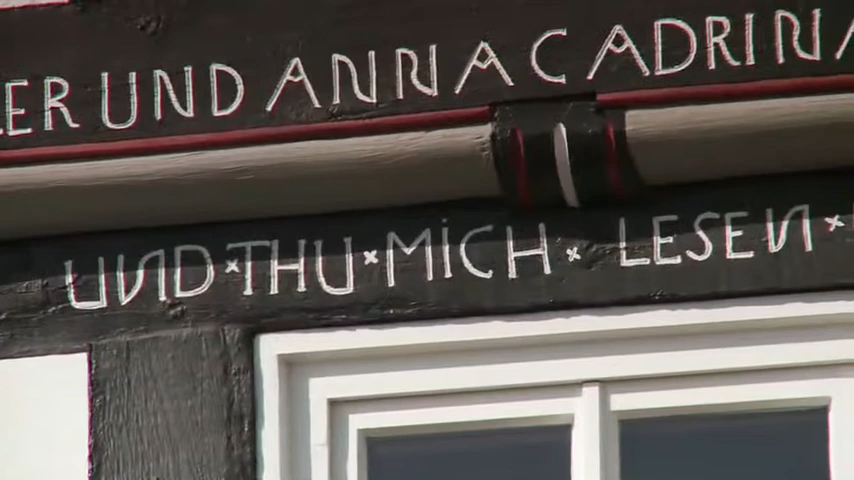 ER UND ANNA CADRINA
UND * THU * MICH * LESEN *